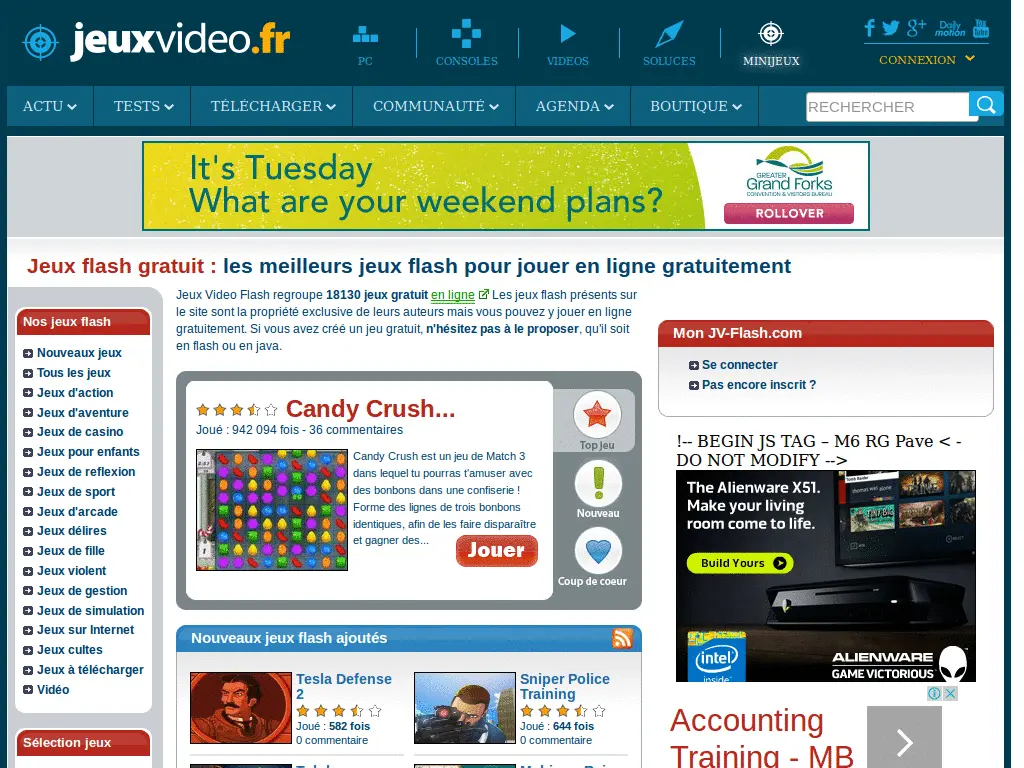 jeuxvideo.fr
PC
CONSOLES
VIDEOS
SOLUCES
MINIJEUX
Daily motion
You Tube
CONNEXION
ACTU
TESTS
TÉLÉCHARGER
COMMUNAUTÉ
AGENDA
BOUTIQUE
RECHERCHER
It's Tuesday
What are your weekend plans?
GREATER
Grand Forks
CONVENTION & VISITORS BUREAU
ROLLOVER
Jeux flash gratuit : les meilleurs jeux flash pour jouer en ligne gratuitement
Nos jeux flash
Nouveaux jeux
Tous les jeux
Jeux d'action
Jeux d'aventure
Jeux de casino
Jeux pour enfants
Jeux de reflexion
Jeux de sport
Jeux d'arcade
Jeux délires
Jeux de fille
Jeux violent
Jeux de gestion
Jeux de simulation
Jeux sur Internet
Jeux cultes
Jeux à télécharger
Vidéo
Sélection jeux
Jeux Video Flash regroupe 18130 jeux gratuit en ligne Les jeux flash présents sur
le site sont la propriété exclusive de leurs auteurs mais vous pouvez y jouer en ligne
gratuitement. Si vous avez créé un jeu gratuit, n'hésitez pas à le proposer, qu'il soit
en flash ou en java.
Candy Crush...
Joué : 942 094 fois - 36 commentaires
Candy Crush est un jeu de Match 3
dans lequel tu pourras t'amuser avec
des bonbons dans une confiserie !
Forme des lignes de trois bonbons
identiques, afin de les faire disparaître
et gagner des...
Jouer
Top jeu
Nouveau
Coup de coeur
Nouveaux jeux flash ajoutés
Tesla Defense
2
Joué : 582 fois
0 commentaire
Sniper Police
Training
Joué : 644 fois
0 commentaire
Mon JV-Flash.com
Se connecter
Pas encore inscrit ?
!-- BEGIN JS TAG – M6 RG Pave < -
DO NOT MODIFY -->
The Alienware X51.
Make your living
room come to life.
Build Yours
intel
inside
ALIENWARE
GAME VICTORIOUS
Accounting
Training - MB